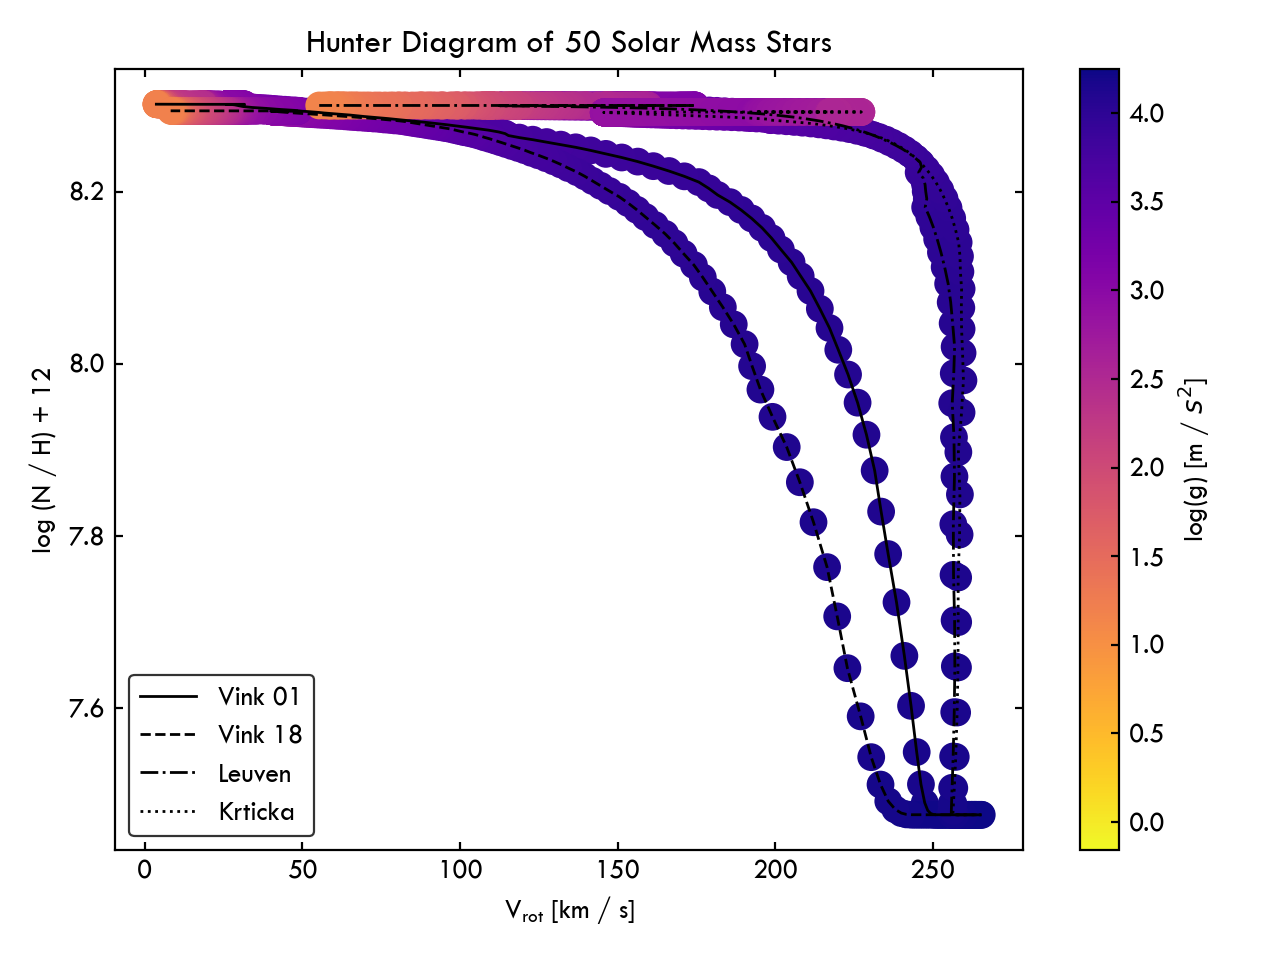 Hunter Diagram of 50 Solar Mass Stars
log (N / H) + 12
8.2
8.0
7.8
7.6
Vink 01
Vink 18
Leuven
Krticka
0 50 100 150 200 250
V_rot [km / s]
4.0
3.5
3.0
2.5
2.0
1.5
1.0
0.5
0.0
log(g) [m / s²]